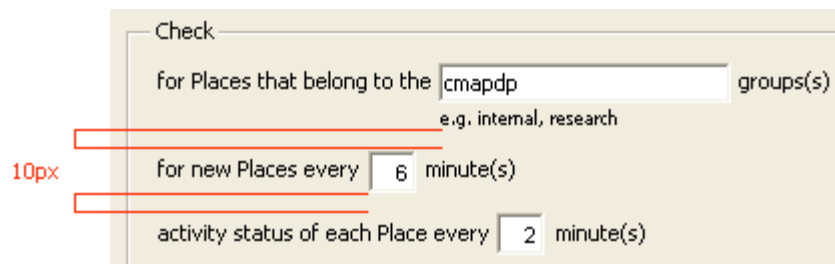 Check
for Places that belong to the cmapdp groups(s)
e.g. internal, research
10px
for new Places every 6 minute(s)
activity status of each Place every 2 minute(s)